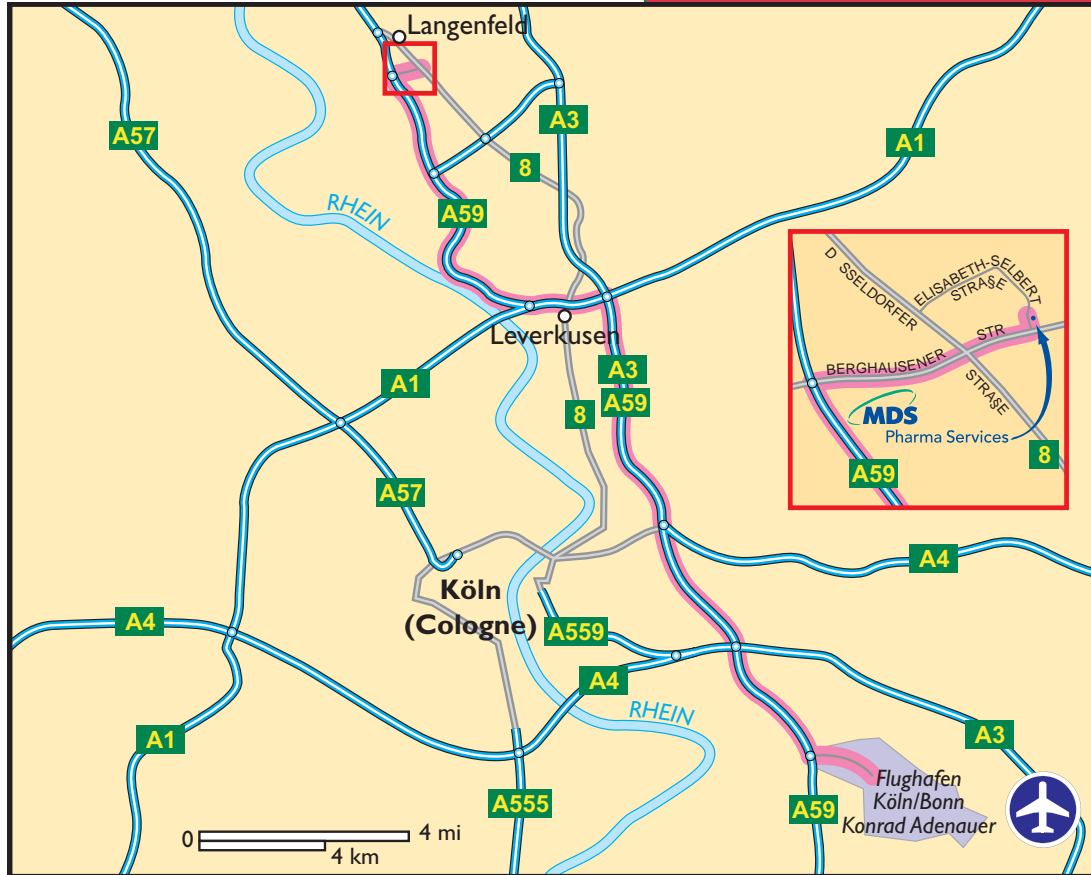 Langenfeld
A57
A3
A1
8
RHEIN
A59
D SSELDORFER
ELISABETH-SELBERT
STRA§E
STR
BERGHAUSENER
STRA§E
MDS
Pharma Services
A59
8
Leverkusen
A3
A59
A1
8
A57
A4
Köln
(Cologne)
A4
A559
A4
RHEIN
A1
A3
Flughafen
Köln/Bonn
Konrad Adenauer
A555
A59
0
4 mi
4 km